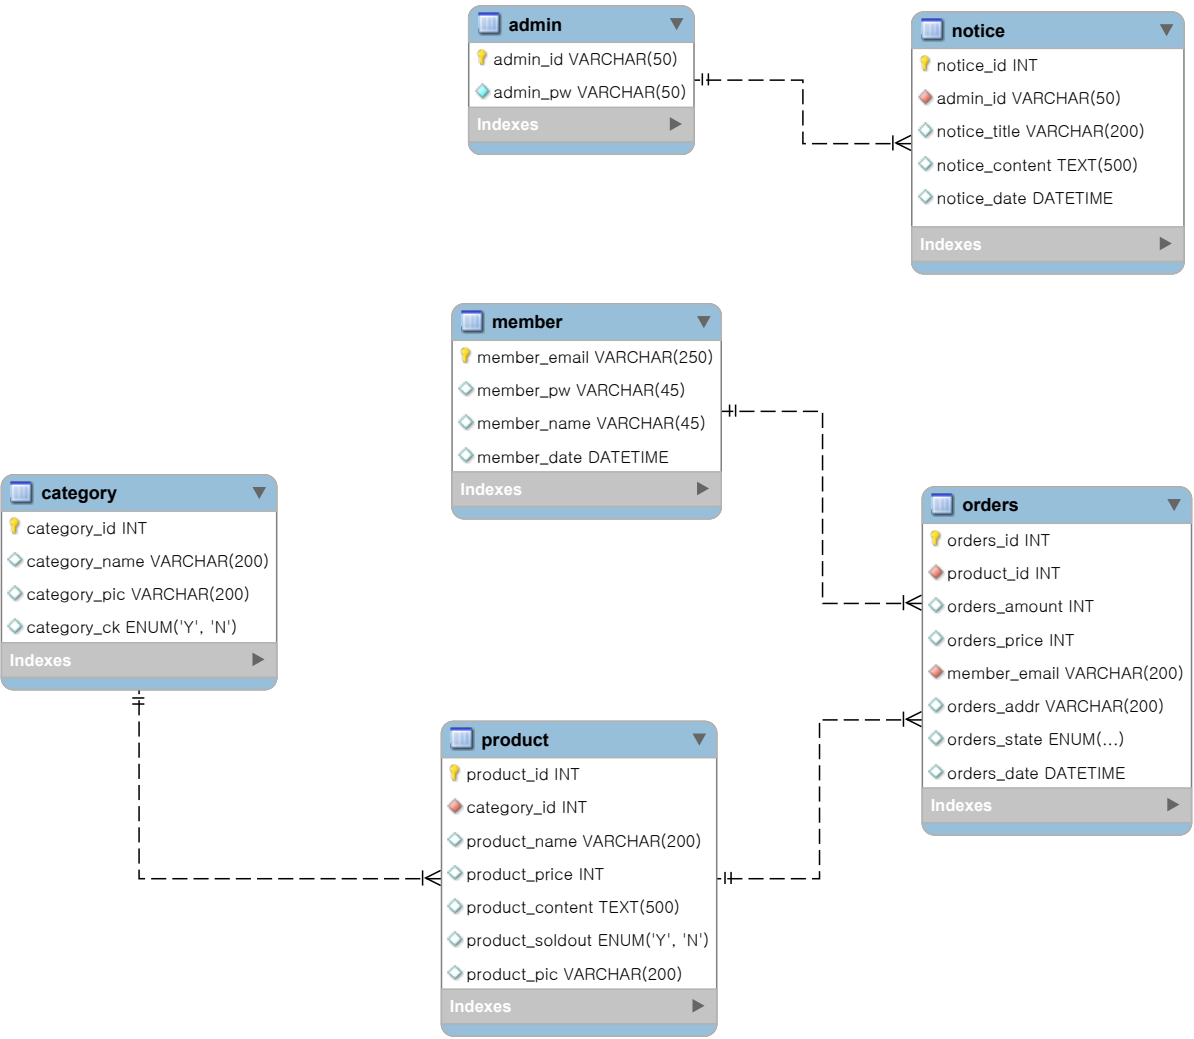 admin
admin_id VARCHAR(50)
admin_pw VARCHAR(50)
Indexes
notice
notice_id INT
admin_id VARCHAR(50)
notice_title VARCHAR(200)
notice_content TEXT(500)
notice_date DATETIME
Indexes
member
member_email VARCHAR(250)
member_pw VARCHAR(45)
member_name VARCHAR(45)
member_date DATETIME
Indexes
category
category_id INT
category_name VARCHAR(200)
category_pic VARCHAR(200)
category_ck ENUM('Y', 'N')
Indexes
orders
orders_id INT
product_id INT
orders_amount INT
orders_price INT
member_email VARCHAR(200)
orders_addr VARCHAR(200)
orders_state ENUM(...)
orders_date DATETIME
Indexes
product
product_id INT
category_id INT
product_name VARCHAR(200)
product_price INT
product_content TEXT(500)
product_soldout ENUM('Y', 'N')
product_pic VARCHAR(200)
Indexes